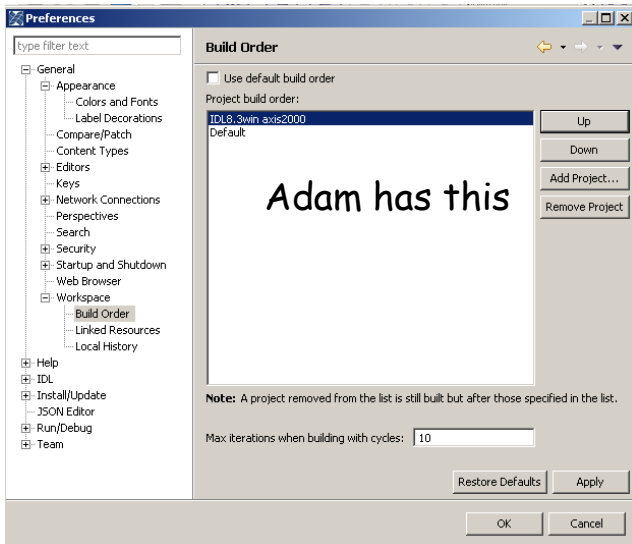 Preferences
type filter text
General
Appearance
Colors and Fonts
Label Decorations
Compare/Patch
Content Types
Editors
Keys
Network Connections
Perspectives
Search
Security
Startup and Shutdown
Web Browser
Workspace
Build Order
Linked Resources
Local History
Help
IDL
Install/Update
JSON Editor
Run/Debug
Team
Build Order
Use default build order
Project build order:
IDL8.3win axis2000
Default
Adam has this
Up
Down
Add Project...
Remove Project
Note: A project removed from the list is still built but after those specified in the list.
Max iterations when building with cycles: 10
Restore Defaults
Apply
OK
Cancel